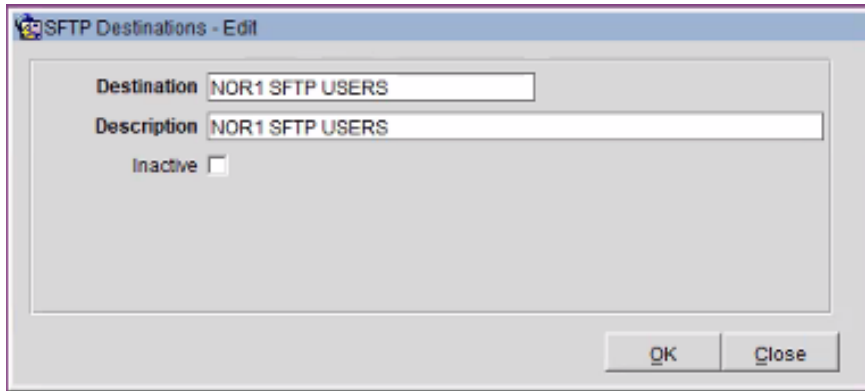 SFTP Destinations - Edit
Destination NOR1 SFTP USERS
Description NOR1 SFTP USERS
Inactive
OK Close